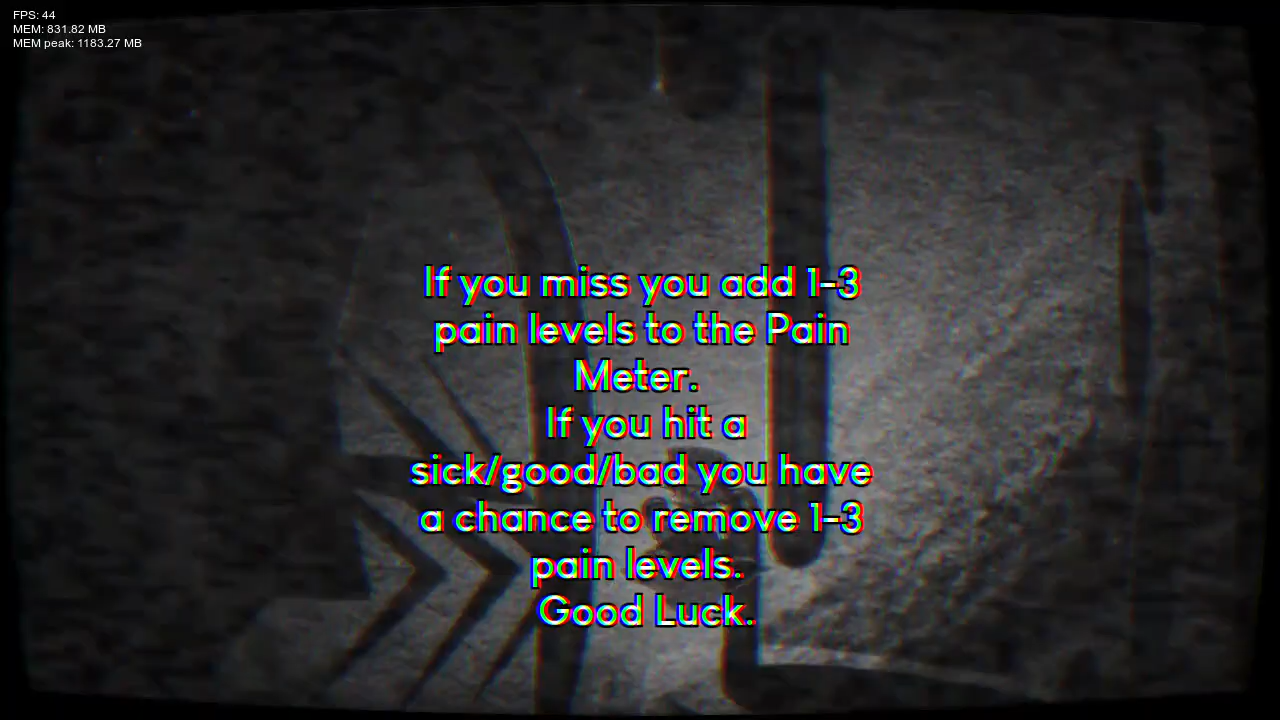 FPS: 44
MEM: 831.82 MB
MEM peak: 1183.27 MB
If you miss you add 1-3
pain levels to the Pain
Meter.
If you hit a
sick/good/bad you have
a chance to remove 1-3
pain levels.
Good Luck.